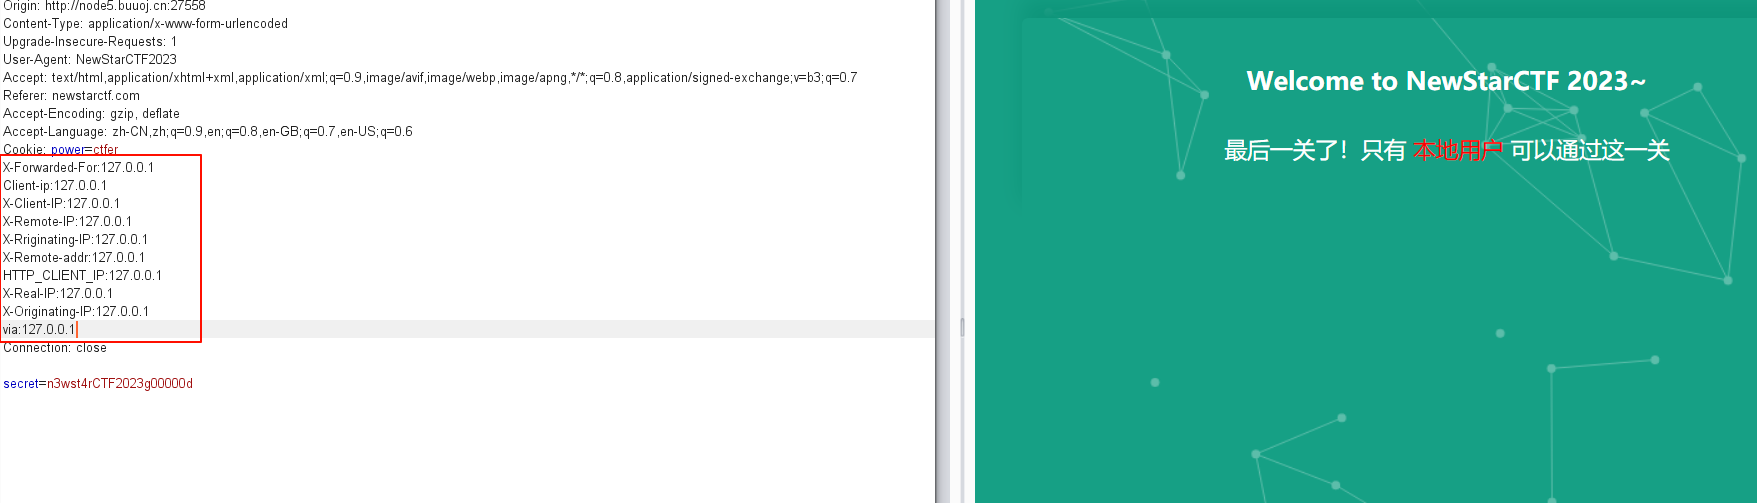 Origin: http://node5.buuoj.cn:27558
Content-Type: application/x-www-form-urlencoded
Upgrade-Insecure-Requests: 1
User-Agent: NewStarCTF2023
Accept: text/html,application/xhtml+xml,application/xml;q=0.9,image/avif,image/webp,image/apng,*/*;q=0.8,application/signed-exchange;v=b3;q=0.7
Referer: newstarctf.com
Accept-Encoding: gzip, deflate
Accept-Language: zh-CN,zh;q=0.9,en;q=0.8,en-GB;q=0.7,en-US;q=0.6
Cookie: power=ctfer
X-Forwarded-For:127.0.0.1
Client-ip:127.0.0.1
X-Client-IP:127.0.0.1
X-Remote-IP:127.0.0.1
X-Rriginating-IP:127.0.0.1
X-Remote-addr:127.0.0.1
HTTP_CLIENT_IP:127.0.0.1
X-Real-IP:127.0.0.1
X-Originating-IP:127.0.0.1
via:127.0.0.1
Connection: close
secret=n3wst4rCTF2023g00000d
Welcome to NewStarCTF 2023~
最后一关了！只有 本地用户 可以通过这一关